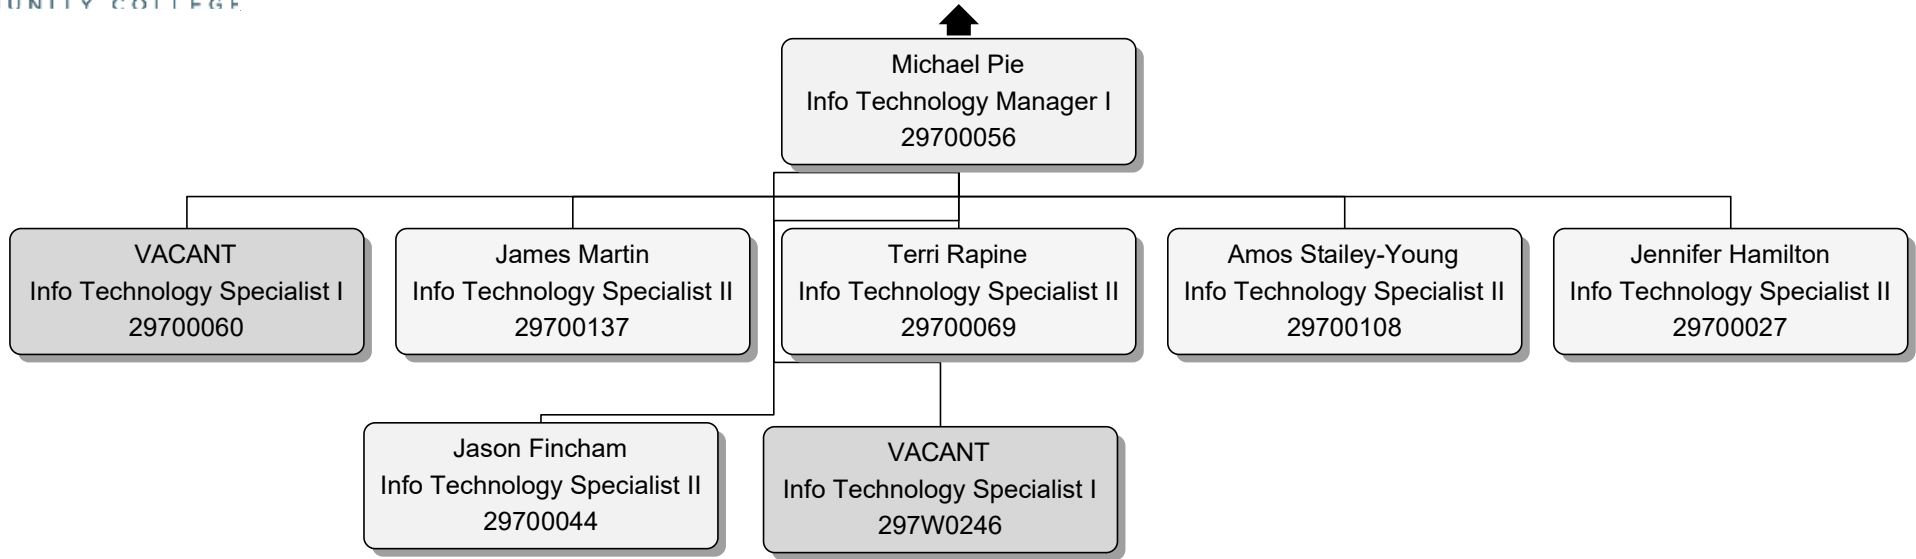 COLLEGE
Michael Pie
Info Technology Manager I
29700056
VACANT
Info Technology Specialist I
29700060
James Martin
Info Technology Specialist II
29700137
Terri Rapine
Info Technology Specialist II
29700069
Amos Stailey-Young
Info Technology Specialist II
29700108
Jennifer Hamilton
Info Technology Specialist II
29700027
Jason Fincham
Info Technology Specialist II
29700044
VACANT
Info Technology Specialist I
297W0246